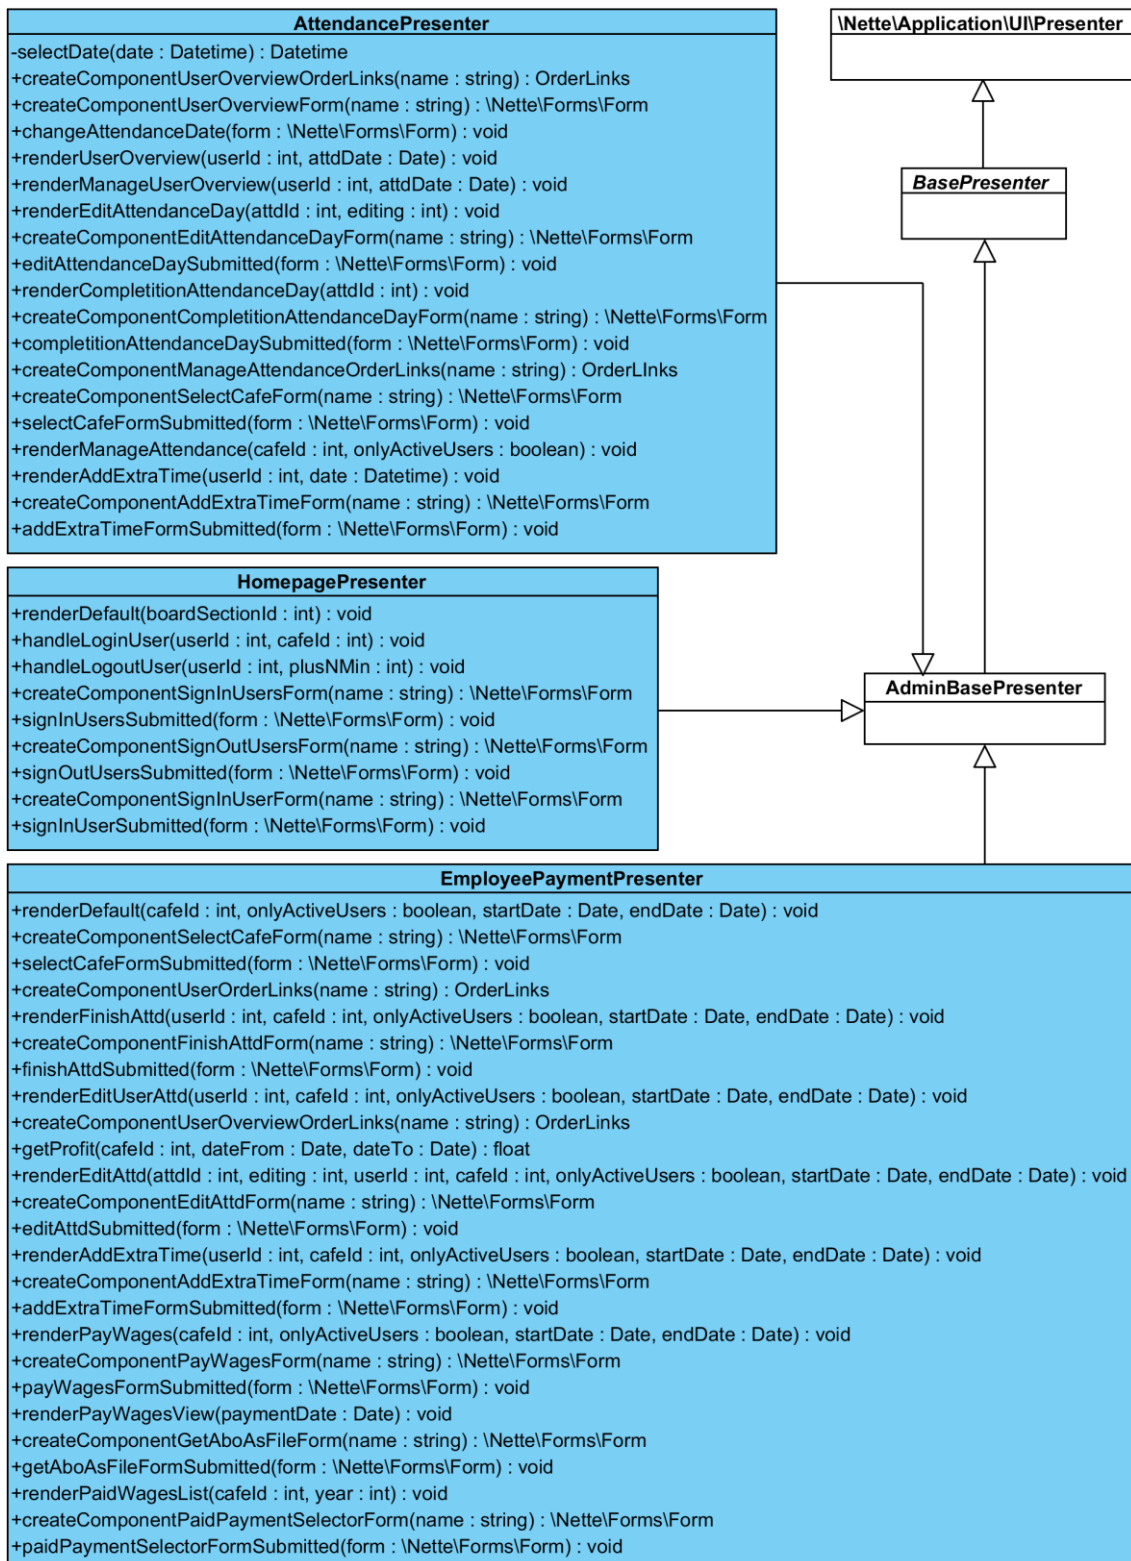 AttendancePresenter
-selectDate(date : Datetime) : Datetime
+createComponentUserOverviewOrderLinks(name : string) : OrderLinks
+createComponentUserOverviewForm(name : string) : \Nette\Forms\Form
+changeAttendanceDate(form : \Nette\Forms\Form) : void
+renderUserOverview(userId : int, attdDate : Date) : void
+renderManageUserOverview(userId : int, attdDate : Date) : void
+renderEditAttendanceDay(attdId : int, editing : int) : void
+createComponentEditAttendanceDayForm(name : string) : \Nette\Forms\Form
+editAttendanceDaySubmitted(form : \Nette\Forms\Form) : void
+renderCompletitionAttendanceDay(attdId : int) : void
+createComponentCompletitionAttendanceDayForm(name : string) : \Nette\Forms\Form
+completitionAttendanceDaySubmitted(form : \Nette\Forms\Form) : void
+createComponentManageAttendanceOrderLinks(name : string) : OrderLInks
+createComponentSelectCafeForm(name : string) : \Nette\Forms\Form
+selectCafeFormSubmitted(form : \Nette\Forms\Form) : void
+renderManageAttendance(cafeId : int, onlyActiveUsers : boolean) : void
+renderAddExtraTime(userId : int, date : Datetime) : void
+createComponentAddExtraTimeForm(name : string) : \Nette\Forms\Form
+addExtraTimeFormSubmitted(form : \Nette\Forms\Form) : void
\Nette\Application\UI\Presenter
BasePresenter
AdminBasePresenter
HomepagePresenter
+renderDefault(boardSectionId : int) : void
+handleLoginUser(userId : int, cafeId : int) : void
+handleLogoutUser(userId : int, plusNMin : int) : void
+createComponentSignInUsersForm(name : string) : \Nette\Forms\Form
+signInUsersSubmitted(form : \Nette\Forms\Form) : void
+createComponentSignOutUsersForm(name : string) : \Nette\Forms\Form
+signOutUsersSubmitted(form : \Nette\Forms\Form) : void
+createComponentSignInUserForm(name : string) : \Nette\Forms\Form
+signInUserSubmitted(form : \Nette\Forms\Form) : void
EmployeePaymentPresenter
+renderDefault(cafeId : int, onlyActiveUsers : boolean, startDate : Date, endDate : Date) : void
+createComponentSelectCafeForm(name : string) : \Nette\Forms\Form
+selectCafeFormSubmitted(form : \Nette\Forms\Form) : void
+createComponentUserOrderLinks(name : string) : OrderLinks
+renderFinishAttd(userId : int, cafeId : int, onlyActiveUsers : boolean, startDate : Date, endDate : Date) : void
+createComponentFinishAttdForm(name : string) : \Nette\Forms\Form
+finishAttdSubmitted(form : \Nette\Forms\Form) : void
+renderEditUserAttd(userId : int, cafeId : int, onlyActiveUsers : boolean, startDate : Date, endDate : Date) : void
+createComponentUserOverviewOrderLinks(name : string) : OrderLinks
+getProfit(cafeId : int, dateFrom : Date, dateTo : Date) : float
+renderEditAttd(attdId : int, editing : int, userId : int, cafeId : int, onlyActiveUsers : boolean, startDate : Date, endDate : Date) : void
+createComponentEditAttdForm(name : string) : \Nette\Forms\Form
+editAttdSubmitted(form : \Nette\Forms\Form) : void
+renderAddExtraTime(userId : int, cafeId : int, onlyActiveUsers : boolean, startDate : Date, endDate : Date) : void
+createComponentAddExtraTimeForm(name : string) : \Nette\Forms\Form
+addExtraTimeFormSubmitted(form : \Nette\Forms\Form) : void
+renderPayWages(cafeId : int, onlyActiveUsers : boolean, startDate : Date, endDate : Date) : void
+createComponentPayWagesForm(name : string) : \Nette\Forms\Form
+payWagesFormSubmitted(form : \Nette\Forms\Form) : void
+renderPayWagesView(paymentDate : Date) : void
+createComponentGetAboAsFileForm(name : string) : \Nette\Forms\Form
+getAboAsFileFormSubmitted(form : \Nette\Forms\Form) : void
+renderPaidWagesList(cafeId : int, year : int) : void
+createComponentPaidPaymentSelectorForm(name : string) : \Nette\Forms\Form
+paidPaymentSelectorFormSubmitted(form : \Nette\Forms\Form) : void